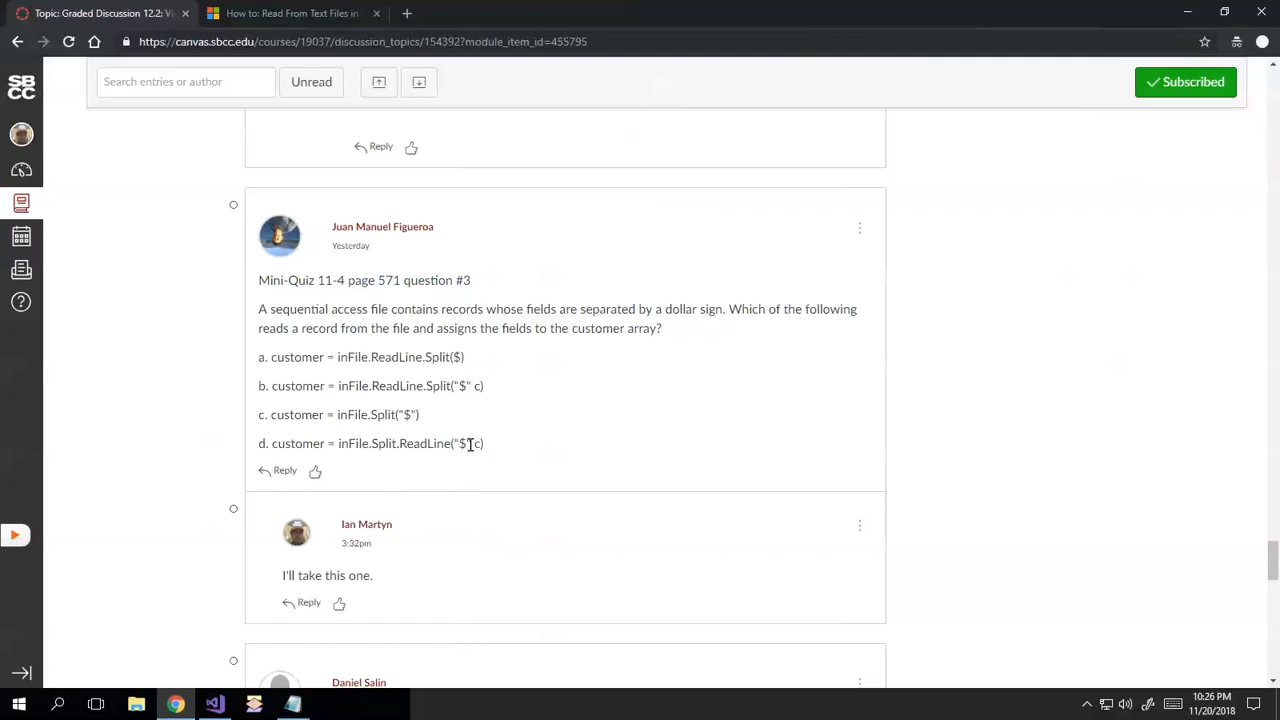 Topic: Graded Discussion 12.2: Vi
How to: Read From Text Files in
https://canvas.sbcc.edu/courses/19037/discussion_topics/154392?module_item_id=455795
SB
CC
Search entries or author
Unread
Subscribed
Reply
Juan Manuel Figueroa
Yesterday
Mini-Quiz 11-4 page 571 question #3
A sequential access file contains records whose fields are separated by a dollar sign. Which of the following
reads a record from the file and assigns the fields to the customer array?
a. customer = inFile.ReadLine.Split($)
b. customer = inFile.ReadLine.Split("$" c)
c. customer = inFile.Split("$")
d. customer = inFile.Split.ReadLine("$" c)
Reply
Ian Martyn
3:32pm
I'll take this one.
Reply
Daniel Salin
10:26 PM
11/20/2018